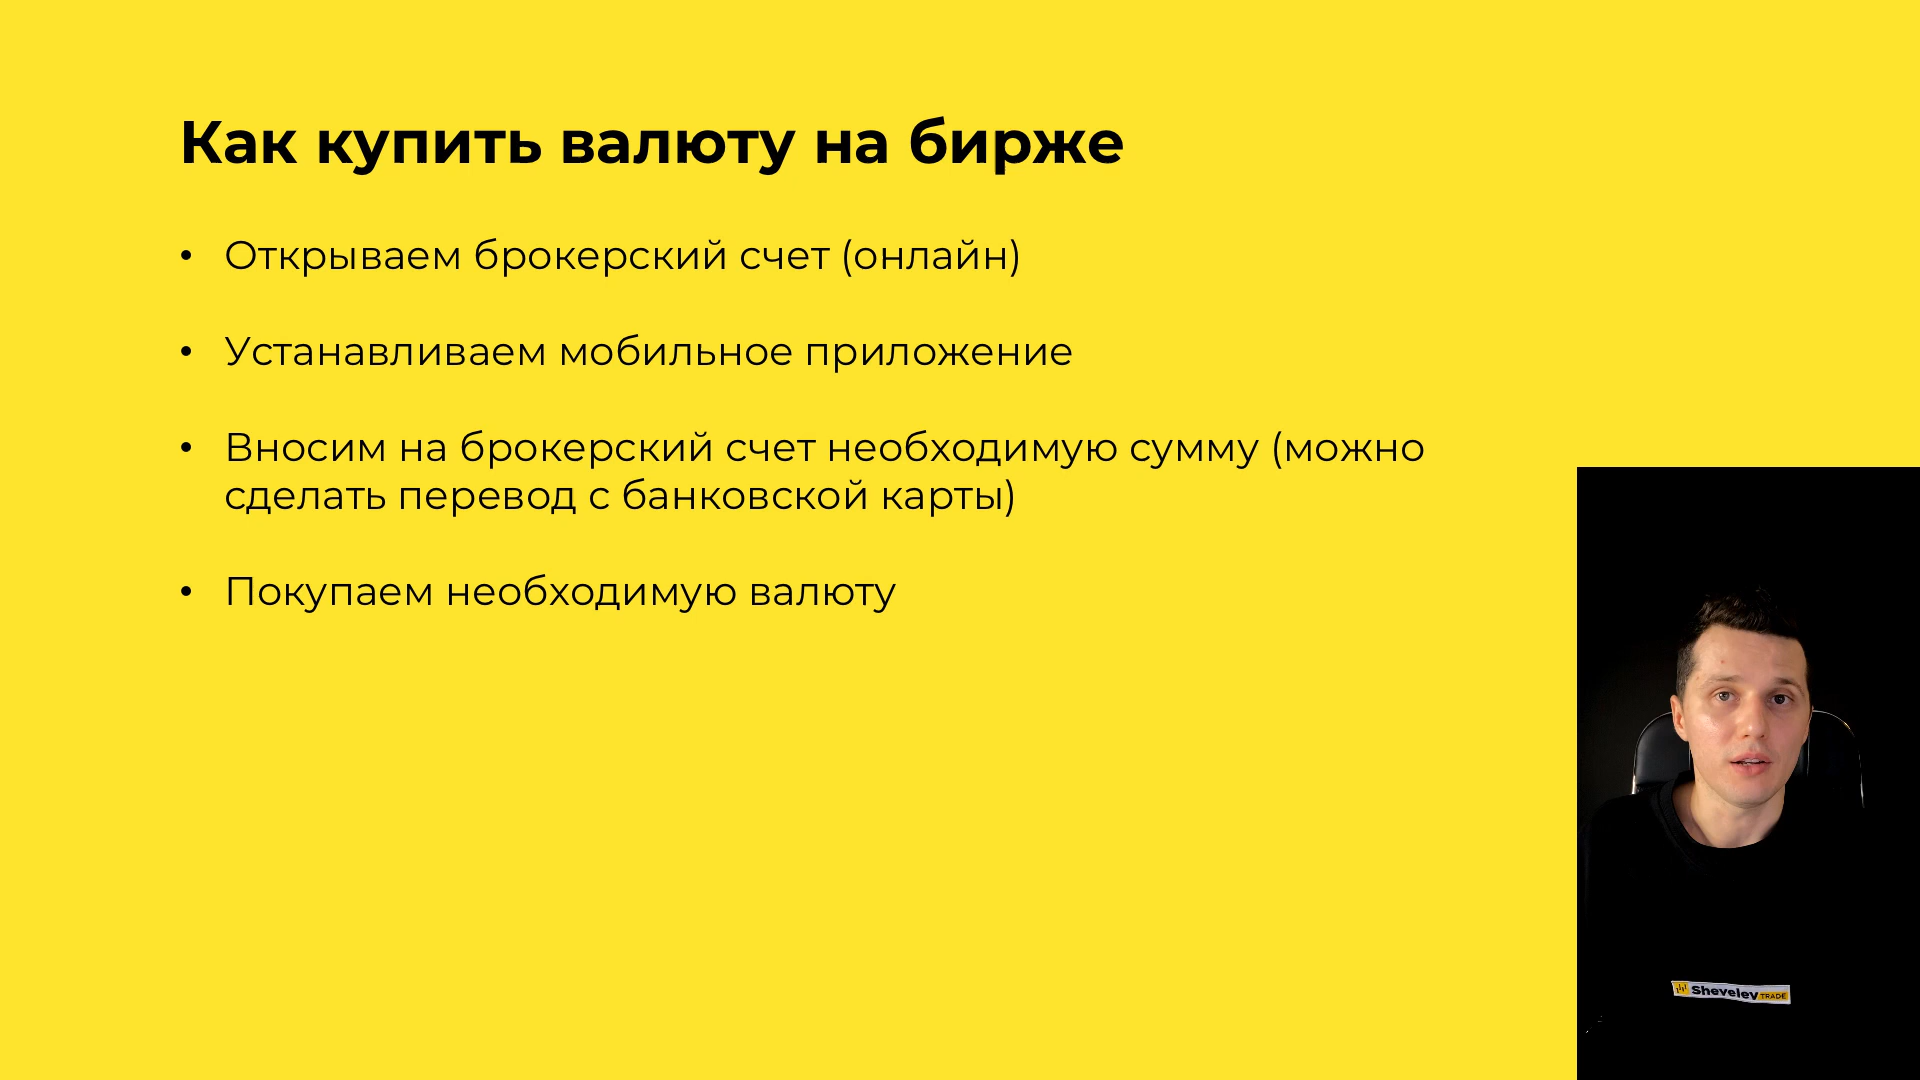 Как купить валюту на бирже
• Открываем брокерский счет (онлайн)
• Устанавливаем мобильное приложение
• Вносим на брокерский счет необходимую сумму (можно
сделать перевод с банковской карты)
• Покупаем необходимую валюту
Shevelev TRADE